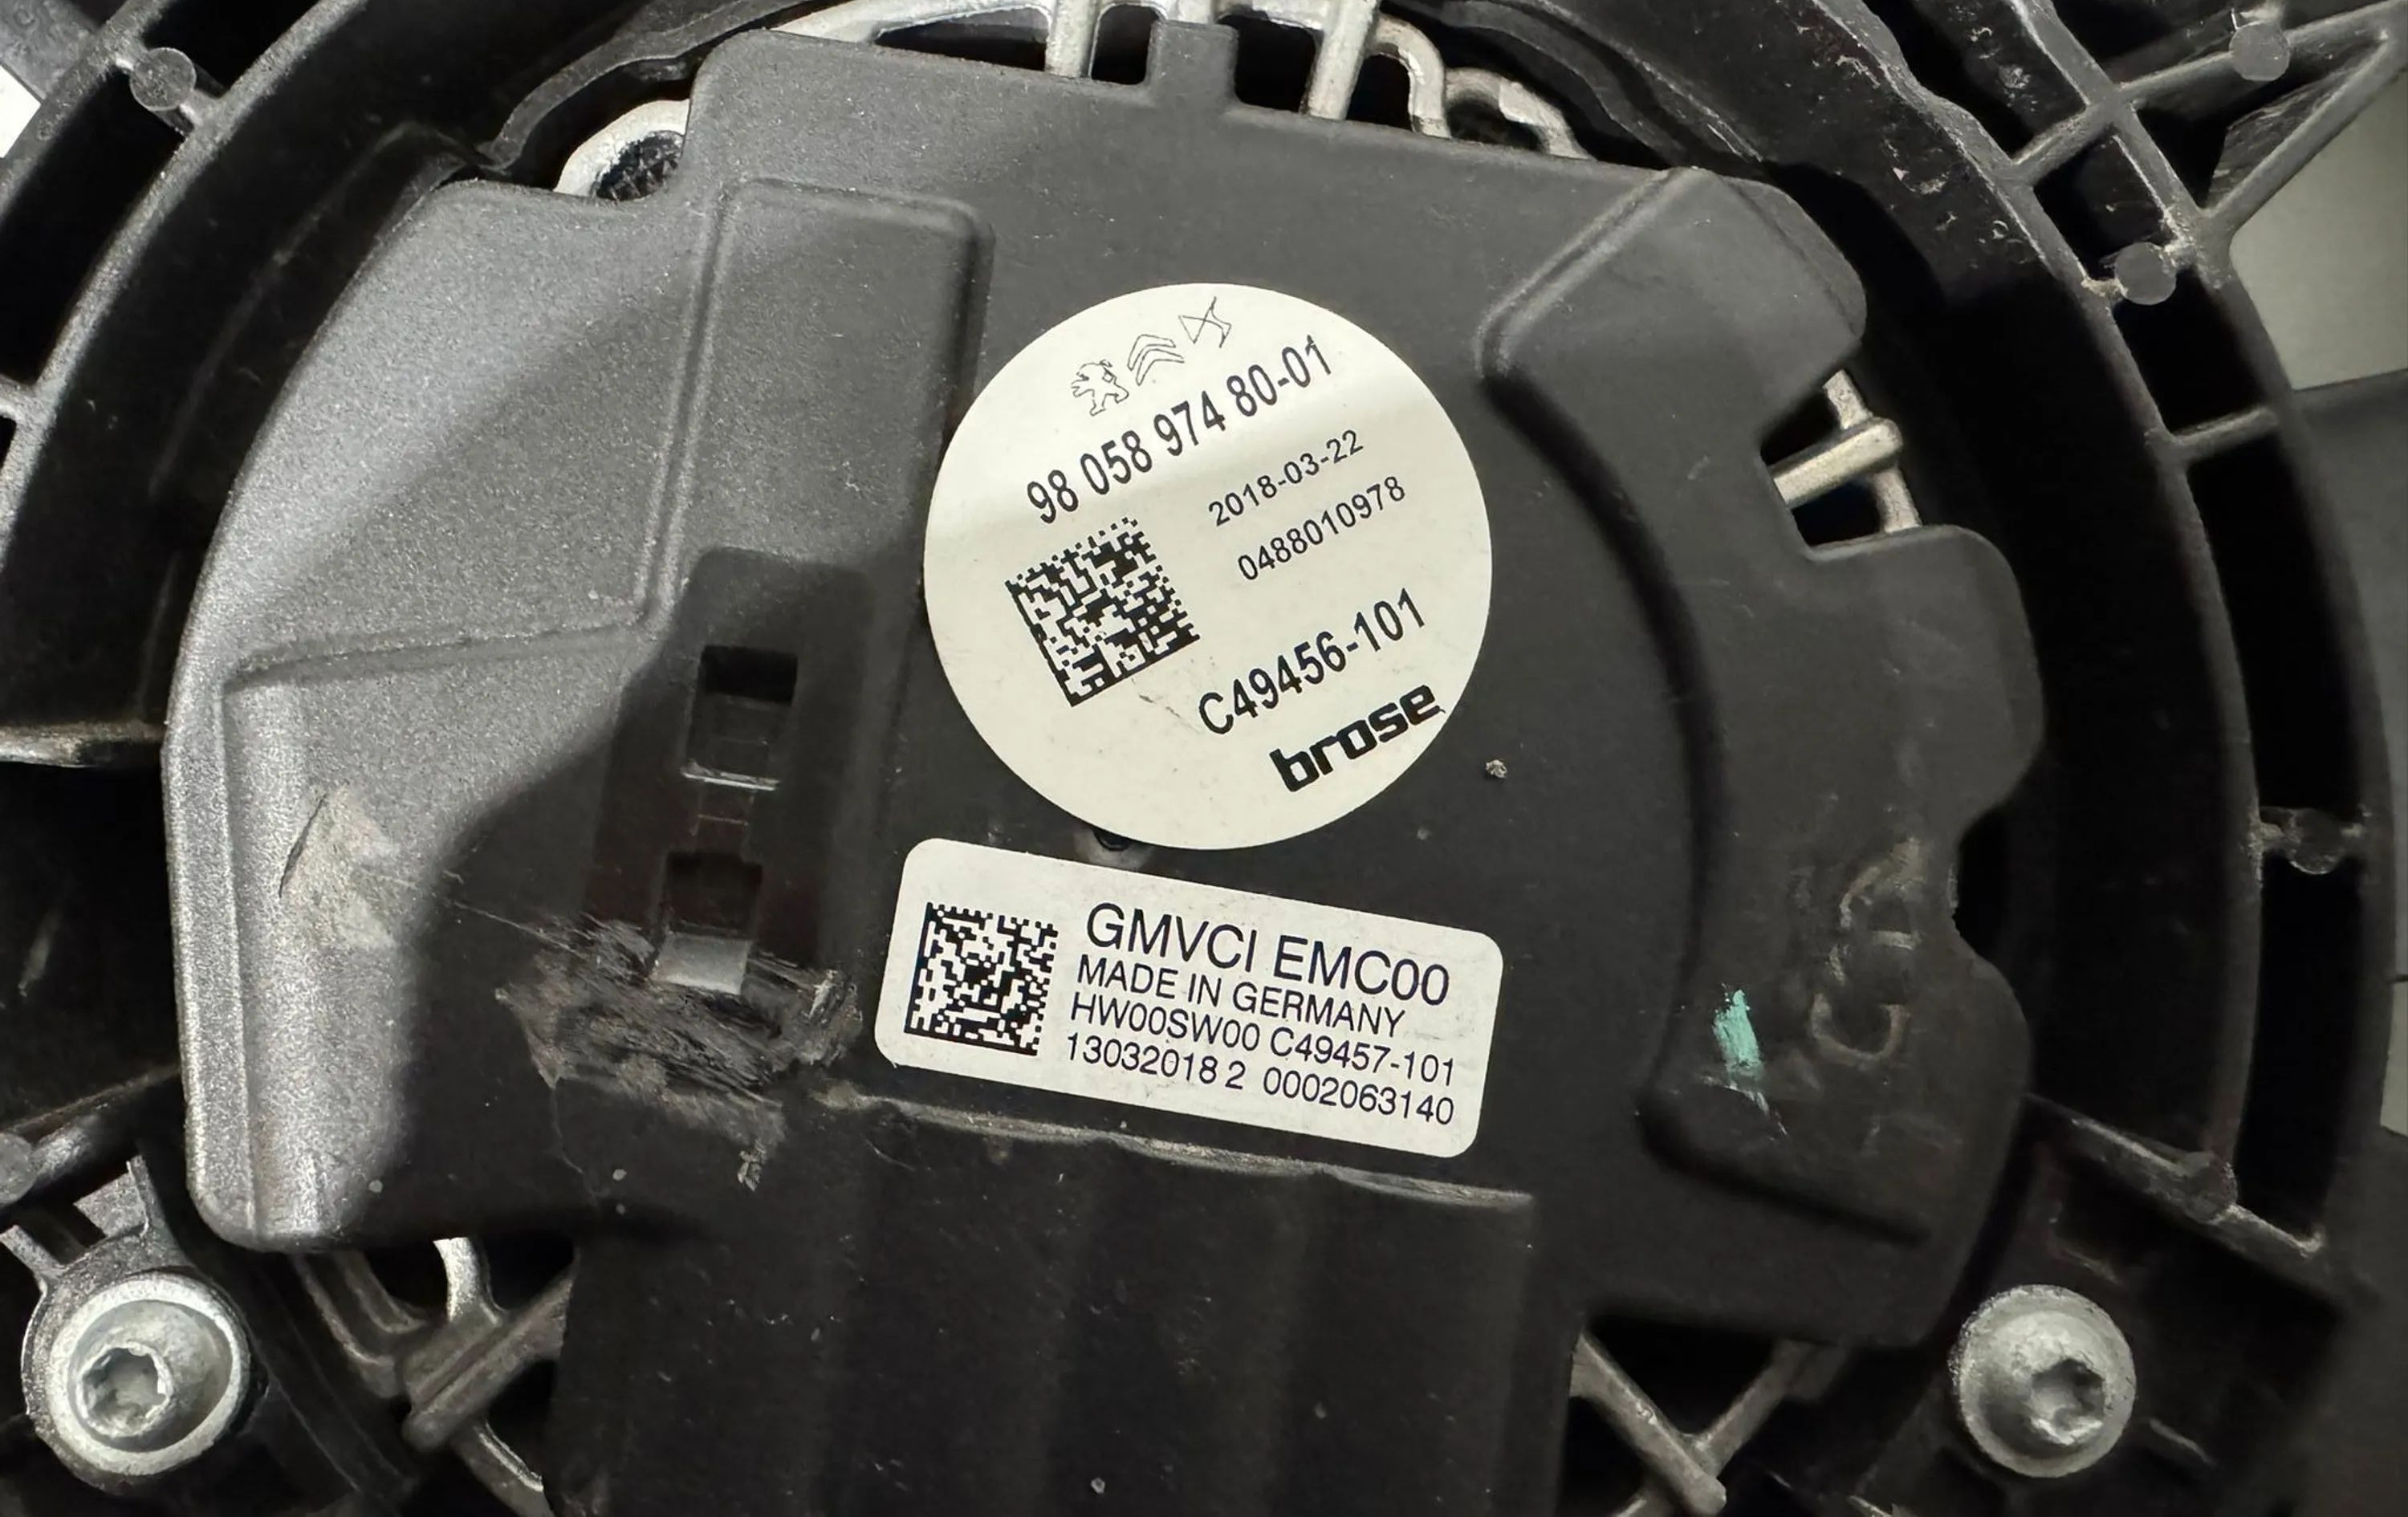 98 058 974 80-01
2018-03-22
0488010978
C49456-101
brose
GMVCI EMC00
MADE IN GERMANY
HW00SW00 C49457-101
13032018 2 0002063140